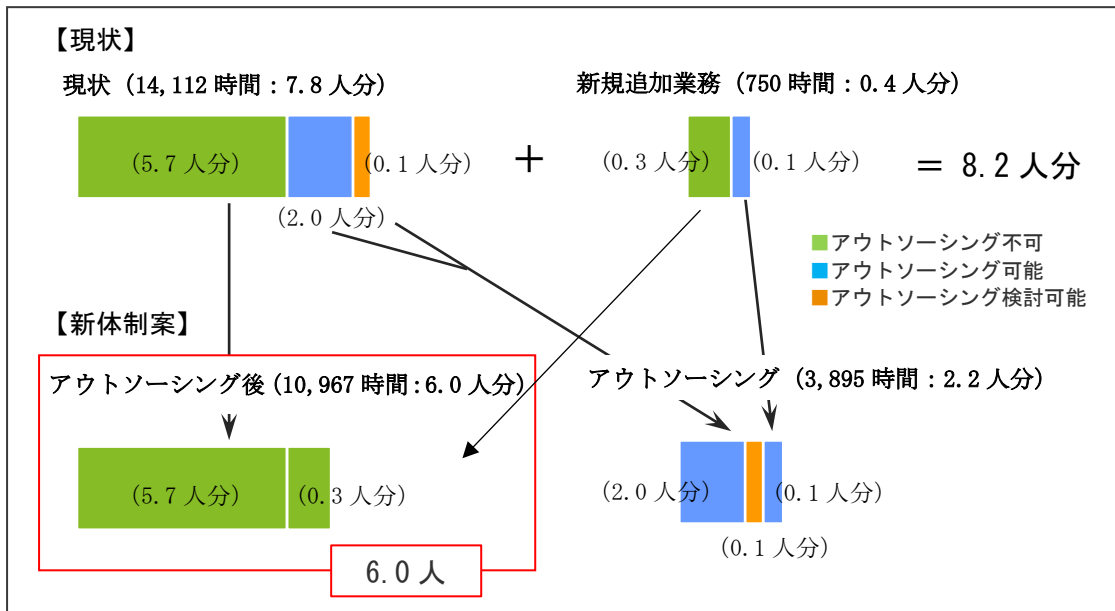 【現状】
現状（14,112 時間：7.8 人分）
新規追加業務（750 時間：0.4 人分）
(5.7 人分)
(0.1 人分)
(2.0 人分)
＋
(0.3 人分)
(0.1 人分)
＝ 8.2 人分
アウトソーシング不可
アウトソーシング可能
アウトソーシング検討可能
【新体制案】
アウトソーシング後（10,967 時間：6.0 人分）
アウトソーシング（3,895 時間：2.2 人分）
(5.7 人分)
(0.3 人分)
(2.0 人分)
(0.1 人分)
(0.1 人分)
6.0 人